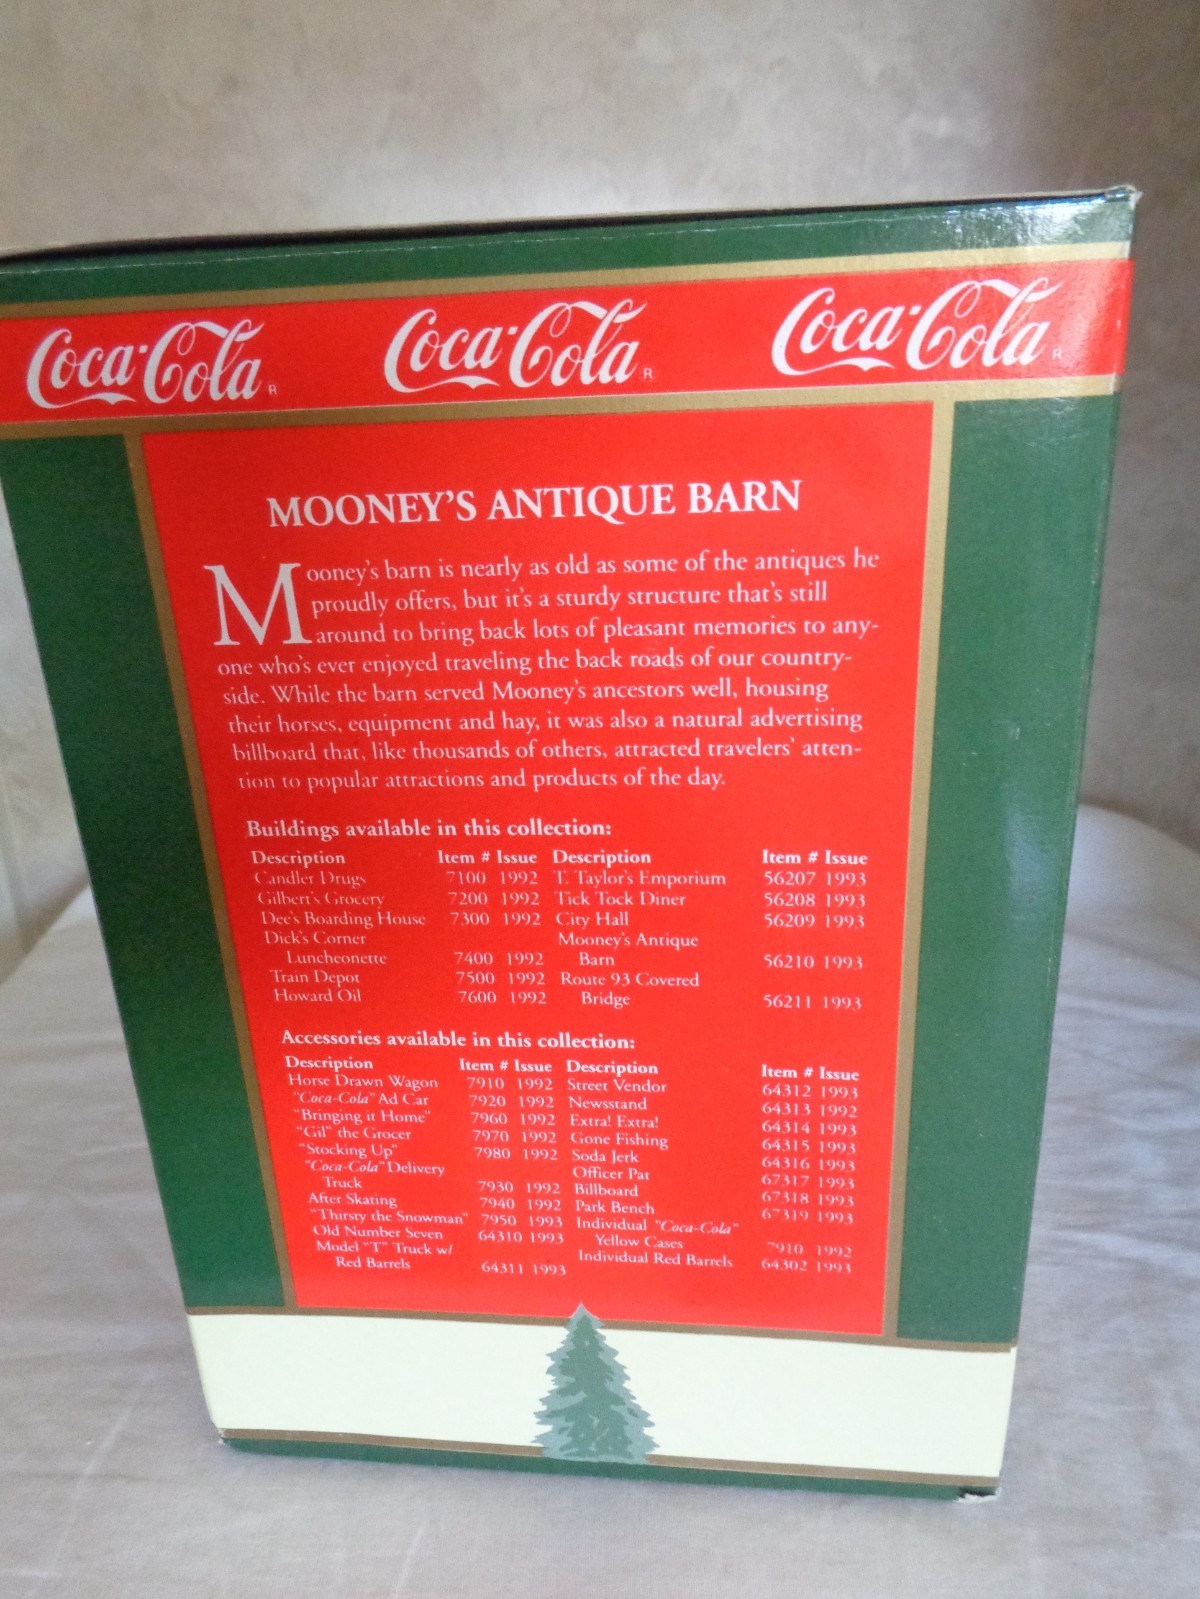 Coca-Cola R Coca-Cola R Coca-Cola R
MOONEY'S ANTIQUE BARN
Mooney's barn is nearly as old as some of the antiques he
proudly offers, but it's a sturdy structure that's still
around to bring back lots of pleasant memories to any-
one who's ever enjoyed traveling the back roads of our country-
side. While the barn served Mooney's ancestors well, housing
their horses, equipment and hay, it was also a natural advertising
billboard that, like thousands of others, attracted travelers' atten-
tion to popular attractions and products of the day.
Buildings available in this collection:
Description Item # Issue Description Item # Issue
Candler Drugs 7100 1992 T. Taylor's Emporium 56207 1993
Gilbert's Grocery 7200 1992 Tick Tock Diner 56208 1993
Dee's Boarding House 7300 1992 City Hall 56209 1993
Dick's Corner Mooney's Antique
Luncheonette 7400 1992 Barn 56210 1993
Train Depot 7500 1992 Route 93 Covered
Howard Oil 7600 1992 Bridge 56211 1993
Accessories available in this collection:
Description Item # Issue Description Item # Issue
Horse Drawn Wagon 7910 1992 Street Vendor 64312 1993
"Coca-Cola" Ad Car 7920 1992 Newsstand 64313 1992
"Bringing it Home" 7960 1992 Extra! Extra! 64314 1993
"Gil" the Grocer 7970 1992 Gone Fishing 64315 1993
"Stocking Up" 7980 1992 Soda Jerk 64316 1993
"Coca-Cola" Delivery Officer Pat 67317 1993
Truck 7930 1992 Billboard 67318 1993
After Skating 7940 1992 Park Bench 67319 1993
"Thirsty the Snowman" 7950 1993 Individual "Coca-Cola"
Old Number Seven 64310 1993 Yellow Cases 7910 1992
Model "T" Truck w/ Individual Red Barrels 64302 1993
Red Barrels 64311 1993